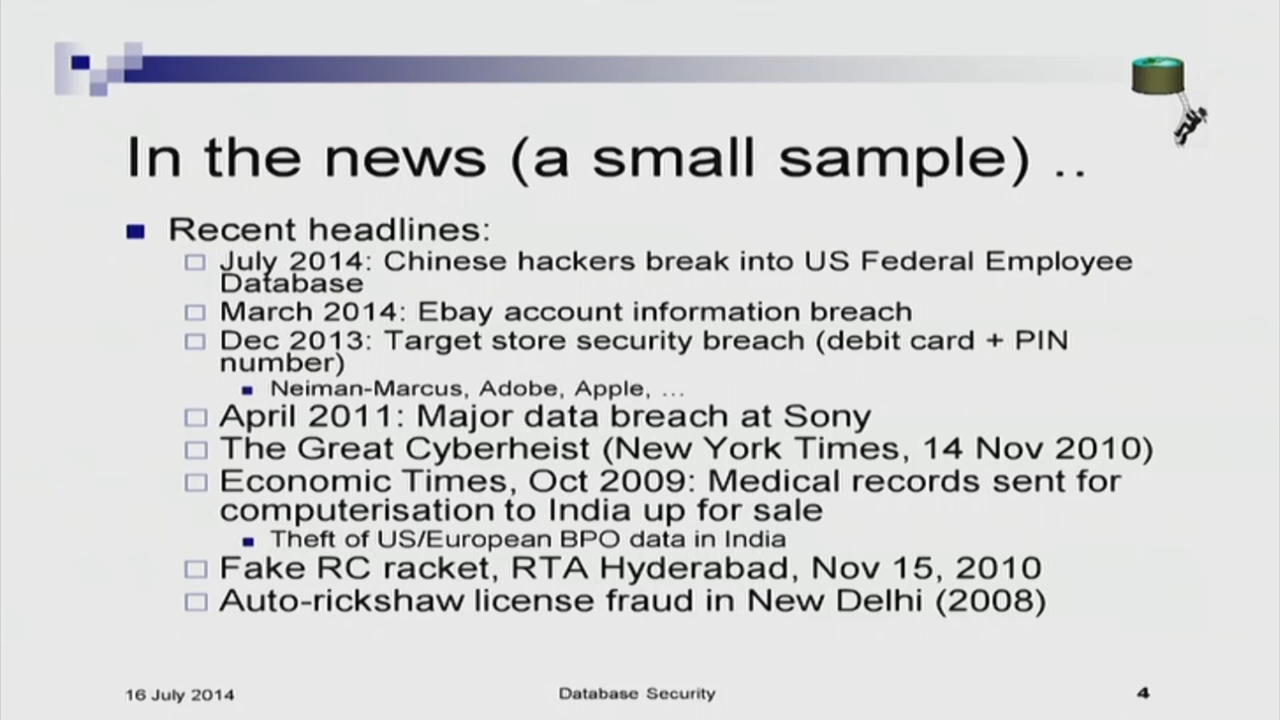 In the news (a small sample) ..
Recent headlines:
July 2014: Chinese hackers break into US Federal Employee
Database
March 2014: Ebay account information breach
Dec 2013: Target store security breach (debit card + PIN
number)
Neiman-Marcus, Adobe, Apple, ...
April 2011: Major data breach at Sony
The Great Cyberheist (New York Times, 14 Nov 2010)
Economic Times, Oct 2009: Medical records sent for
computerisation to India up for sale
Theft of US/European BPO data in India
Fake RC racket, RTA Hyderabad, Nov 15, 2010
Auto-rickshaw license fraud in New Delhi (2008)
16 July 2014 Database Security 4